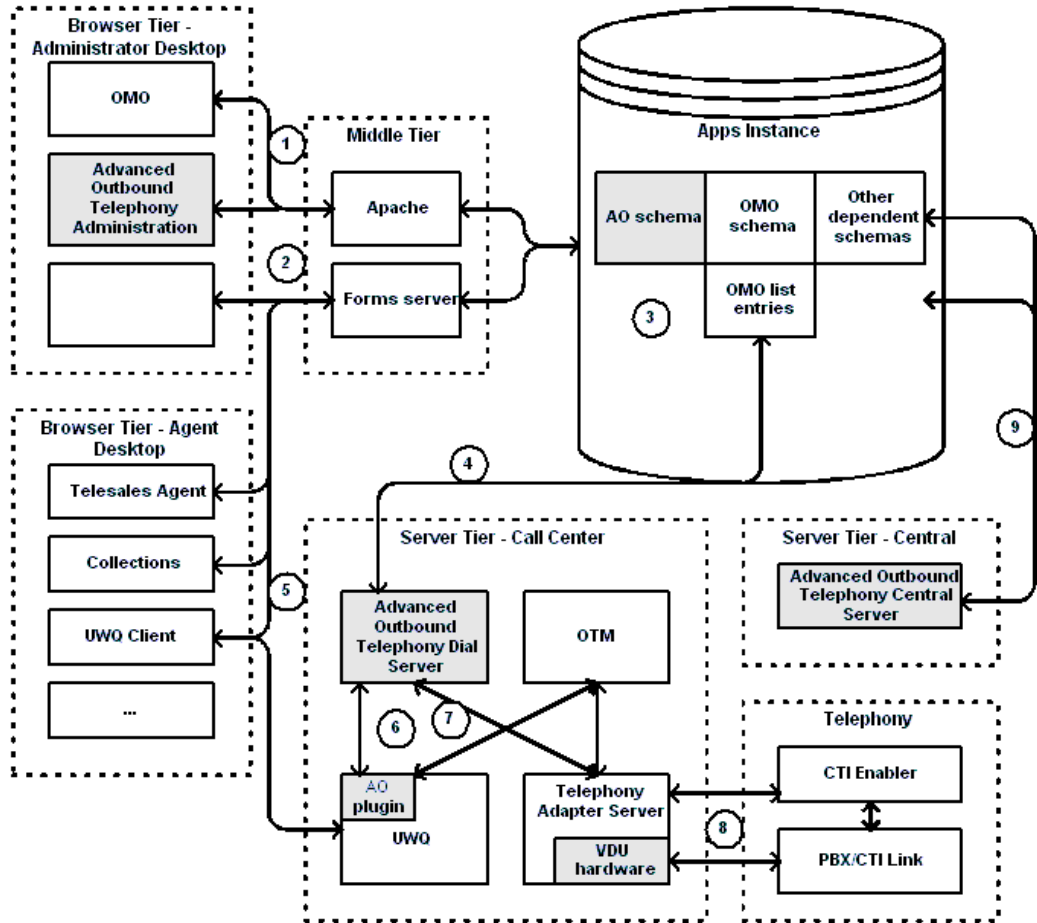 Browser Tier -
Administrator Desktop
OMO
Advanced
Outbound
Telephony
Administration
1
2
Middle Tier
Apache
Forms server
Apps Instance
AO schema
OMO
schema
Other
dependent
schemas
OMO list
entries
3
Browser Tier - Agent
Desktop
Telesales Agent
Collections
UWQ Client
...
4
5
9
Server Tier - Call Center
Advanced
Outbound
Telephony Dial
Server
OTM
6
7
AO
plugin
UWQ
Telephony
Adapter Server
VDU
hardware
8
Server Tier - Central
Advanced Outbound
Telephony Central
Server
Telephony
CTI Enabler
PBX/CTI Link